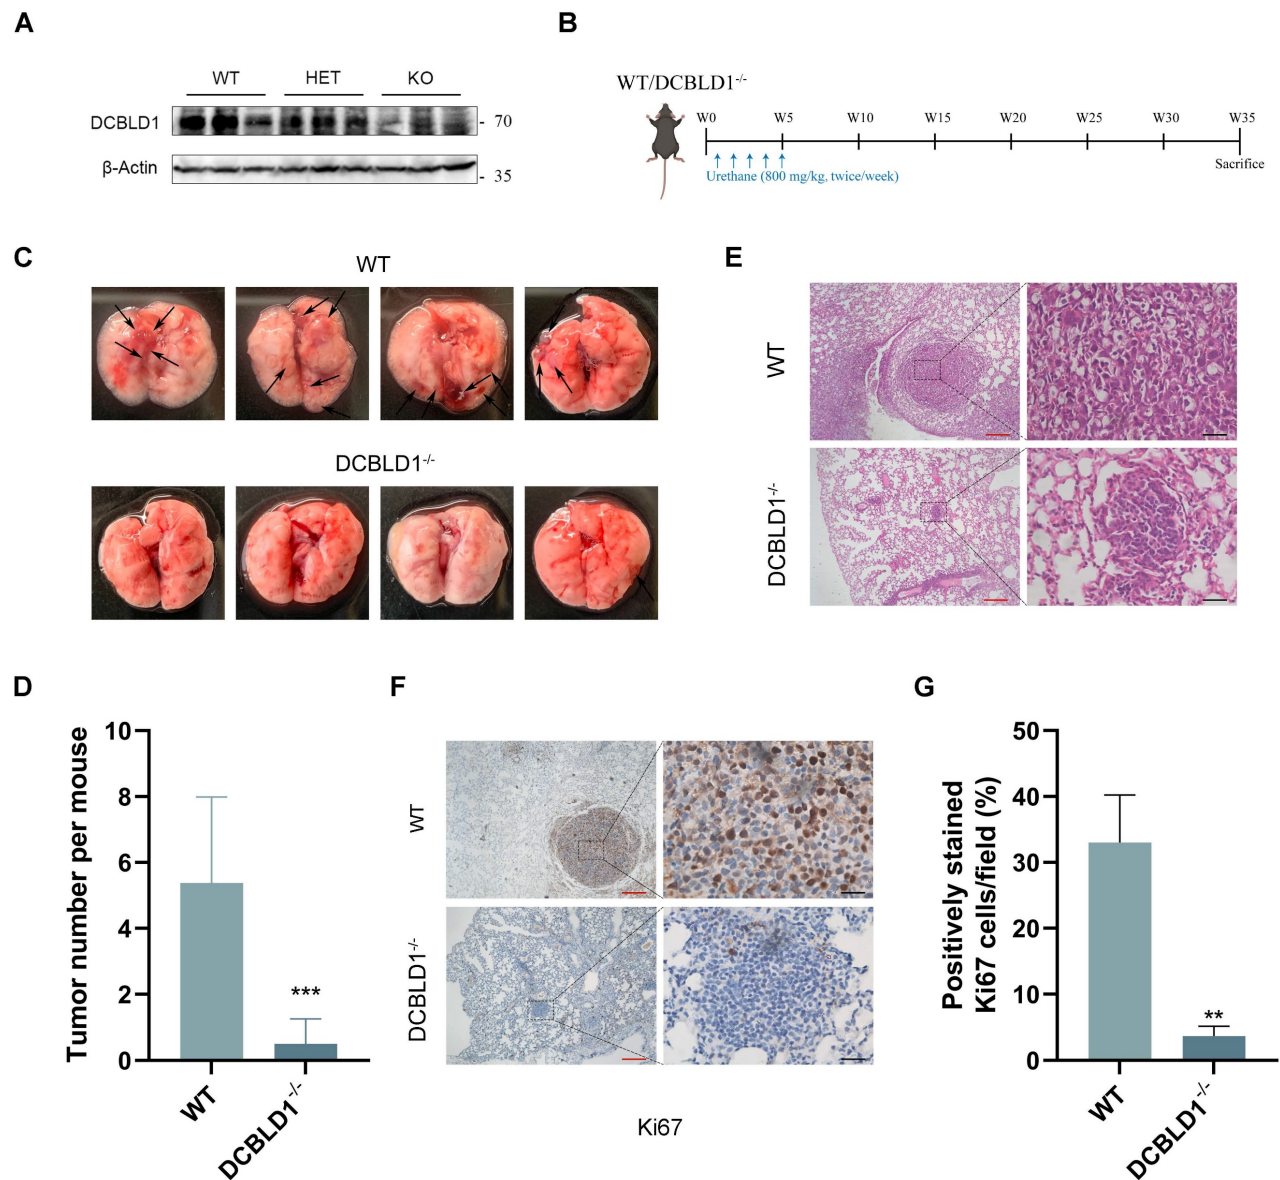 A
WT HET KO
DCBLD1 - 70
β-Actin - 35
B
WT/DCBLD1-/-
W0 W5 W10 W15 W20 W25 W30 W35
Urethane (800 mg/kg, twice/week)
Sacrifice
C
WT
DCBLD1-/-
E
WT
DCBLD1-/-
D
Tumor number per mouse
10
8
6
4
2
0
***
WT
DCBLD1-/-
F
WT
DCBLD1-/-
Ki67
G
Positively stained
Ki67 cells/field (%)
50
40
30
20
10
0
**
WT
DCBLD1-/-